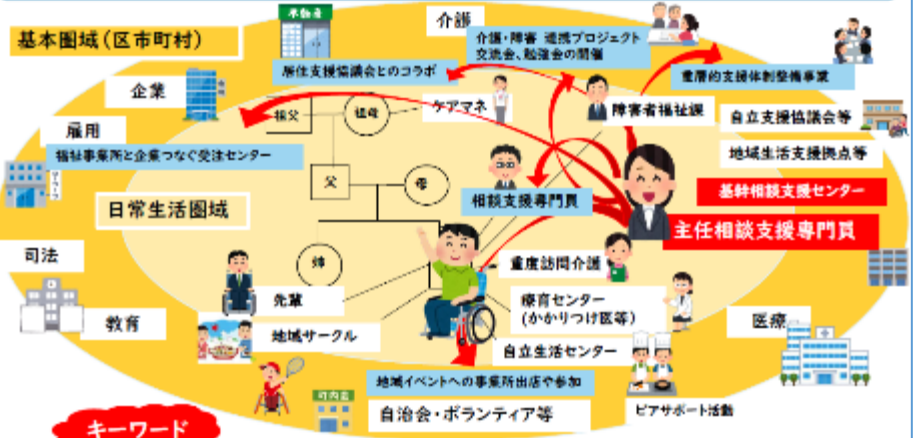 基本圏域(区市町村)
不動産
介護
介護・障害 連携プロジェクト
交流会、勉強会の開催
居住支援協議会とのコラボ
重層的支援体制整備事業
企業
祖父
祖母
ケアマネ
障害者福祉課
自立支援協議会等
雇用
福祉事業所と企業つなぐ受注センター
地域生活支援拠点等
父
母
相談支援専門員
基幹相談支援センター
日常生活圏域
主任相談支援専門員
司法
姉
重度訪問介護
先輩
療育センター
(かかりつけ医等)
教育
地域サークル
医療
自立生活センター
地域イベントへの事業所出店や参加
町内会
自治会・ボランティア等
ピアサポート活動
キーワード